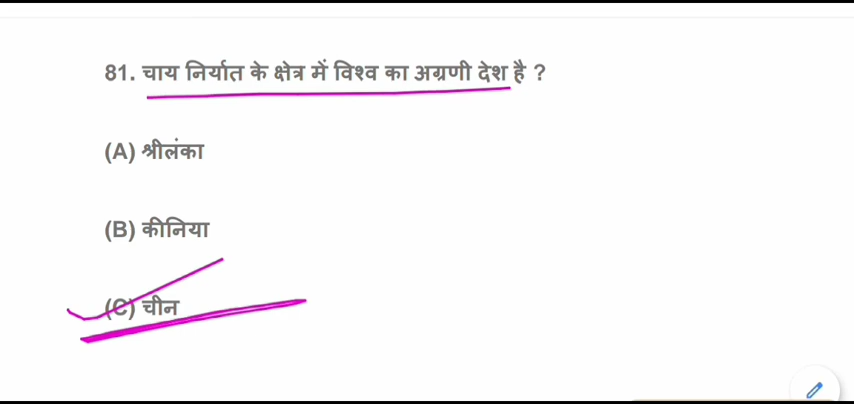 81. चाय निर्यात के क्षेत्र में विश्व का अग्रणी देश है ?
(A) श्रीलंका
(B) कीनिया
(C) चीन